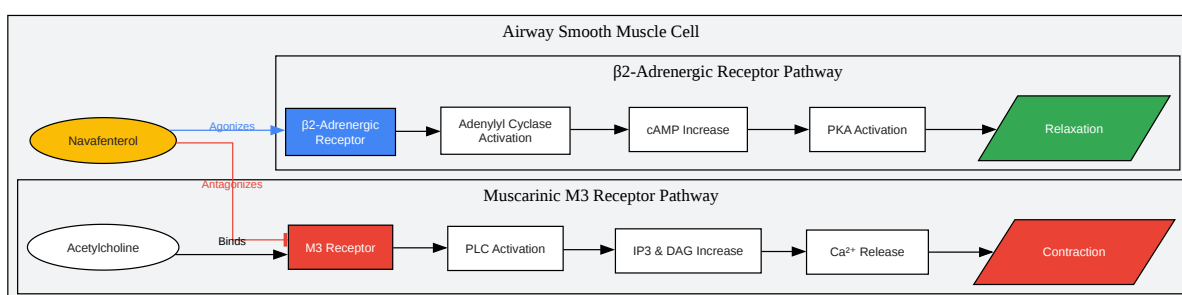 Airway Smooth Muscle Cell
β2-Adrenergic Receptor Pathway
Navafenterol
Agonizes
β2-Adrenergic
Receptor
Adenylyl Cyclase
Activation
cAMP Increase
PKA Activation
Relaxation
Antagonizes
Muscarinic M3 Receptor Pathway
Acetylcholine
Binds
M3 Receptor
PLC Activation
IP3 & DAG Increase
Ca²⁺ Release
Contraction